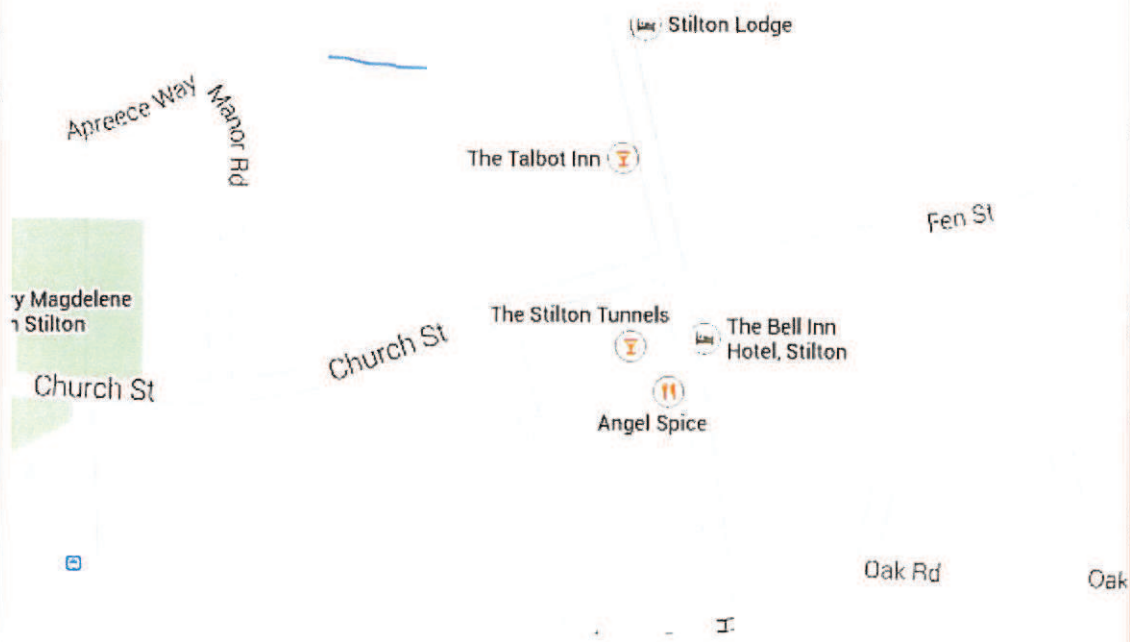 Stilton Lodge
Apreece Way
Manor Rd
The Talbot Inn
Fen St
y Magdelene
Stilton
The Stilton Tunnels
The Bell Inn
Hotel, Stilton
Church St
Church St
Angel Spice
Oak Rd
Oak